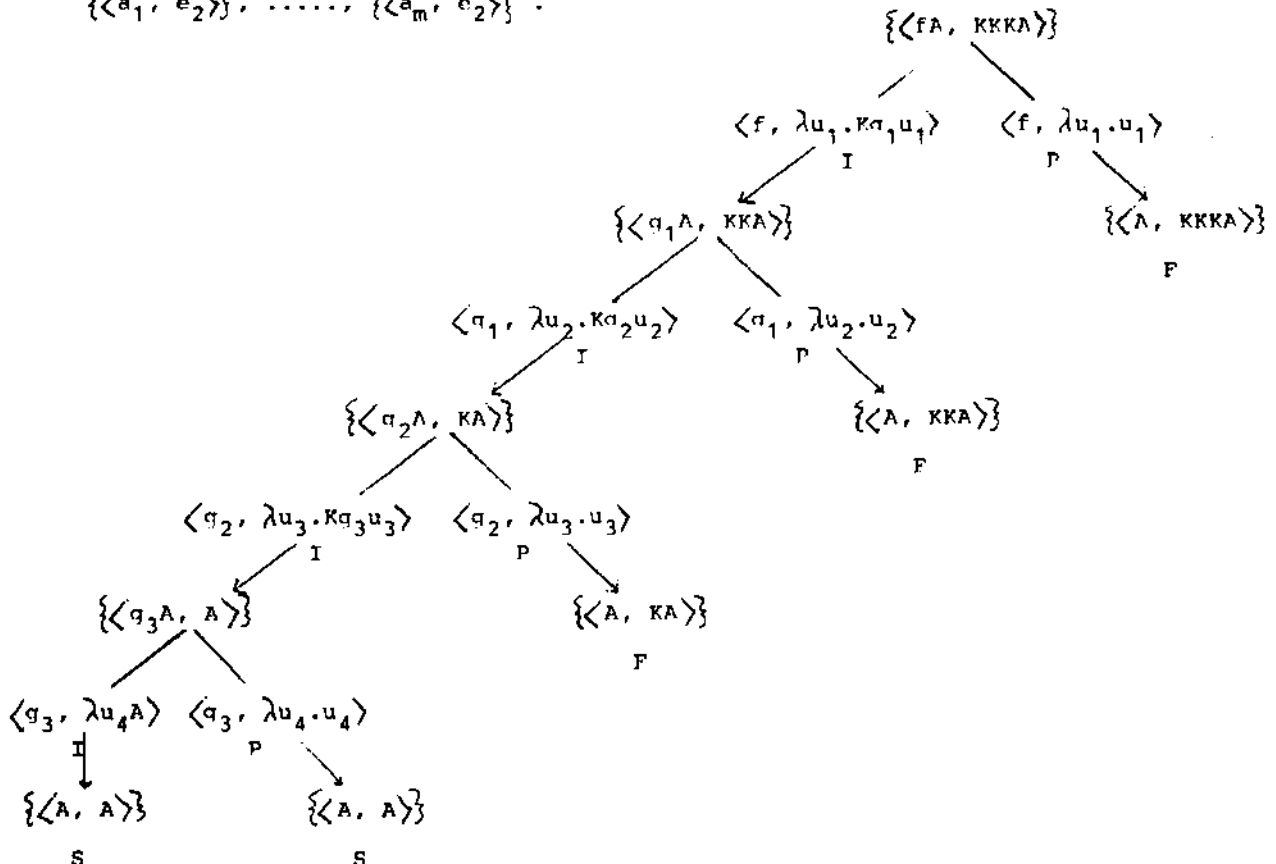 {⟨a₁, e₂⟩}, ....., {⟨aₘ, e₂⟩} .
{⟨fA, KKKA⟩}
⟨f, λu₁.Kg₁u₁⟩ ⟨f, λu₁.u₁⟩
I P
{⟨g₁A, KKA⟩} {⟨A, KKKA⟩}
F
⟨g₁, λu₂.Kg₂u₂⟩ ⟨g₁, λu₂.u₂⟩
I P
{⟨g₂A, KA⟩} {⟨A, KKA⟩}
F
⟨g₂, λu₃.Kg₃u₃⟩ ⟨g₂, λu₃.u₃⟩
I P
{⟨g₃A, A⟩} {⟨A, KA⟩}
F
⟨g₃, λu₄A⟩ ⟨g₃, λu₄.u₄⟩
I P
{⟨A, A⟩} {⟨A, A⟩}
S S